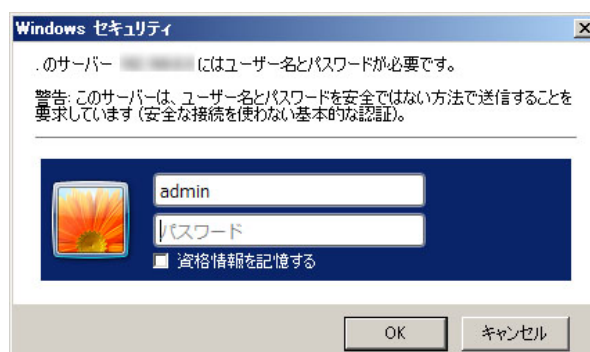 Windows セキュリティ
.のサーバー にはユーザー名とパスワードが必要です。
警告: このサーバーは、ユーザー名とパスワードを安全ではない方法で送信することを
要求しています (安全な接続を使わない基本的な認証)。
admin
パスワード
資格情報を記憶する
OK キャンセル